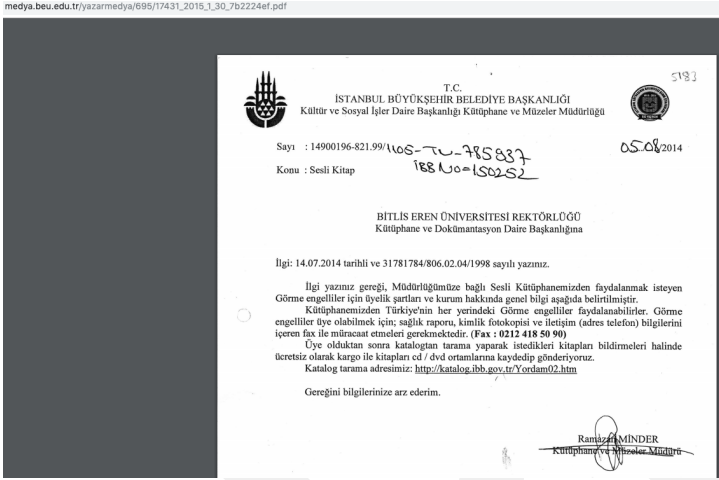 medya.beu.edu.tr/yazarmedya/695/17431_2015_1_30_7b2224ef.pdf
5183
T.C.
İSTANBUL BÜYÜKŞEHİR BELEDİYE BAŞKANLIĞI
Kültür ve Sosyal İşler Daire Başkanlığı Kütüphane ve Müzeler Müdürlüğü
Sayı : 14900196-821.99/1105-TN-785937 05.08/2014
İBB NO=150252
Konu : Sesli Kitap
BİTLİS EREN ÜNİVERSİTESİ REKTÖRLÜĞÜ
Kütüphane ve Dokümantasyon Daire Başkanlığına
İlgi: 14.07.2014 tarihli ve 31781784/806.02.04/1998 sayılı yazınız.
İlgi yazınız gereği, Müdürlüğümüze bağlı Sesli Kütüphanemizden faydalanmak isteyen
Görme engelliler için üyelik şartları ve kurum hakkında genel bilgi aşağıda belirtilmiştir.
Kütüphanemizden Türkiye'nin her yerindeki Görme engelliler faydalanabilirler. Görme
engelliler üye olabilmek için; sağlık raporu, kimlik fotokopisi ve iletişim (adres telefon) bilgilerini
içeren fax ile müracaat etmeleri gerekmektedir. (Fax : 0212 418 50 90)
Üye olduktan sonra katalogtan tarama yaparak istedikleri kitapları bildirmeleri halinde
ücretsiz olarak kargo ile kitapları cd / dvd ortamlarına kaydedip gönderiyoruz.
Katalog tarama adresimiz: http://katalog.ibb.gov.tr/Yordam02.htm
Gereğini bilgilerinize arz ederim.
Ramazan MİNDER
Kütüphane ve Müzeler Müdürü